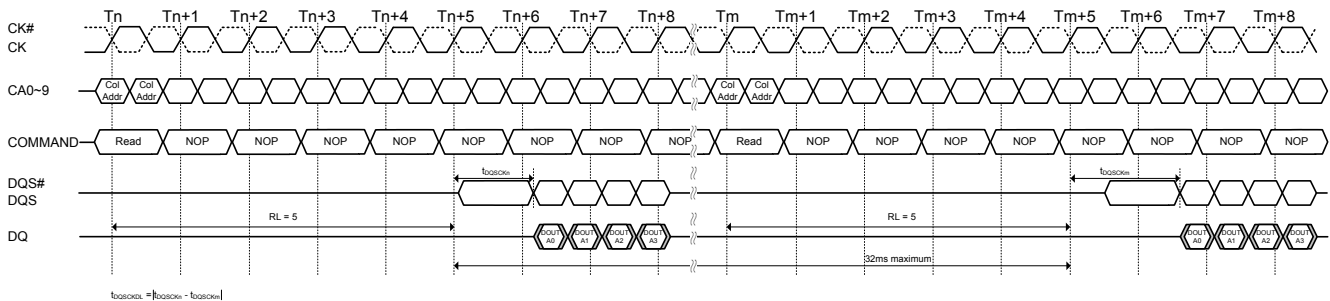 Tn Tn+1 Tn+2 Tn+3 Tn+4 Tn+5 Tn+6 Tn+7 Tn+8 Tm Tm+1 Tm+2 Tm+3 Tm+4 Tm+5 Tm+6 Tm+7 Tm+8
CK#
CK
CA0~9 Col Addr Col Addr Col Addr Col Addr
COMMAND Read NOP NOP NOP NOP NOP NOP NOP NOP Read NOP NOP NOP NOP NOP NOP NOP NOP
tDQSCKn tDQSCKm
DQS#
DQS
RL = 5 RL = 5
DQ DOUT A0 DOUT A1 DOUT A2 DOUT A3 DOUT A0 DOUT A1 DOUT A2 DOUT A3
32ms maximum
tDQSCKDL = |tDQSCKn - tDQSCKm|